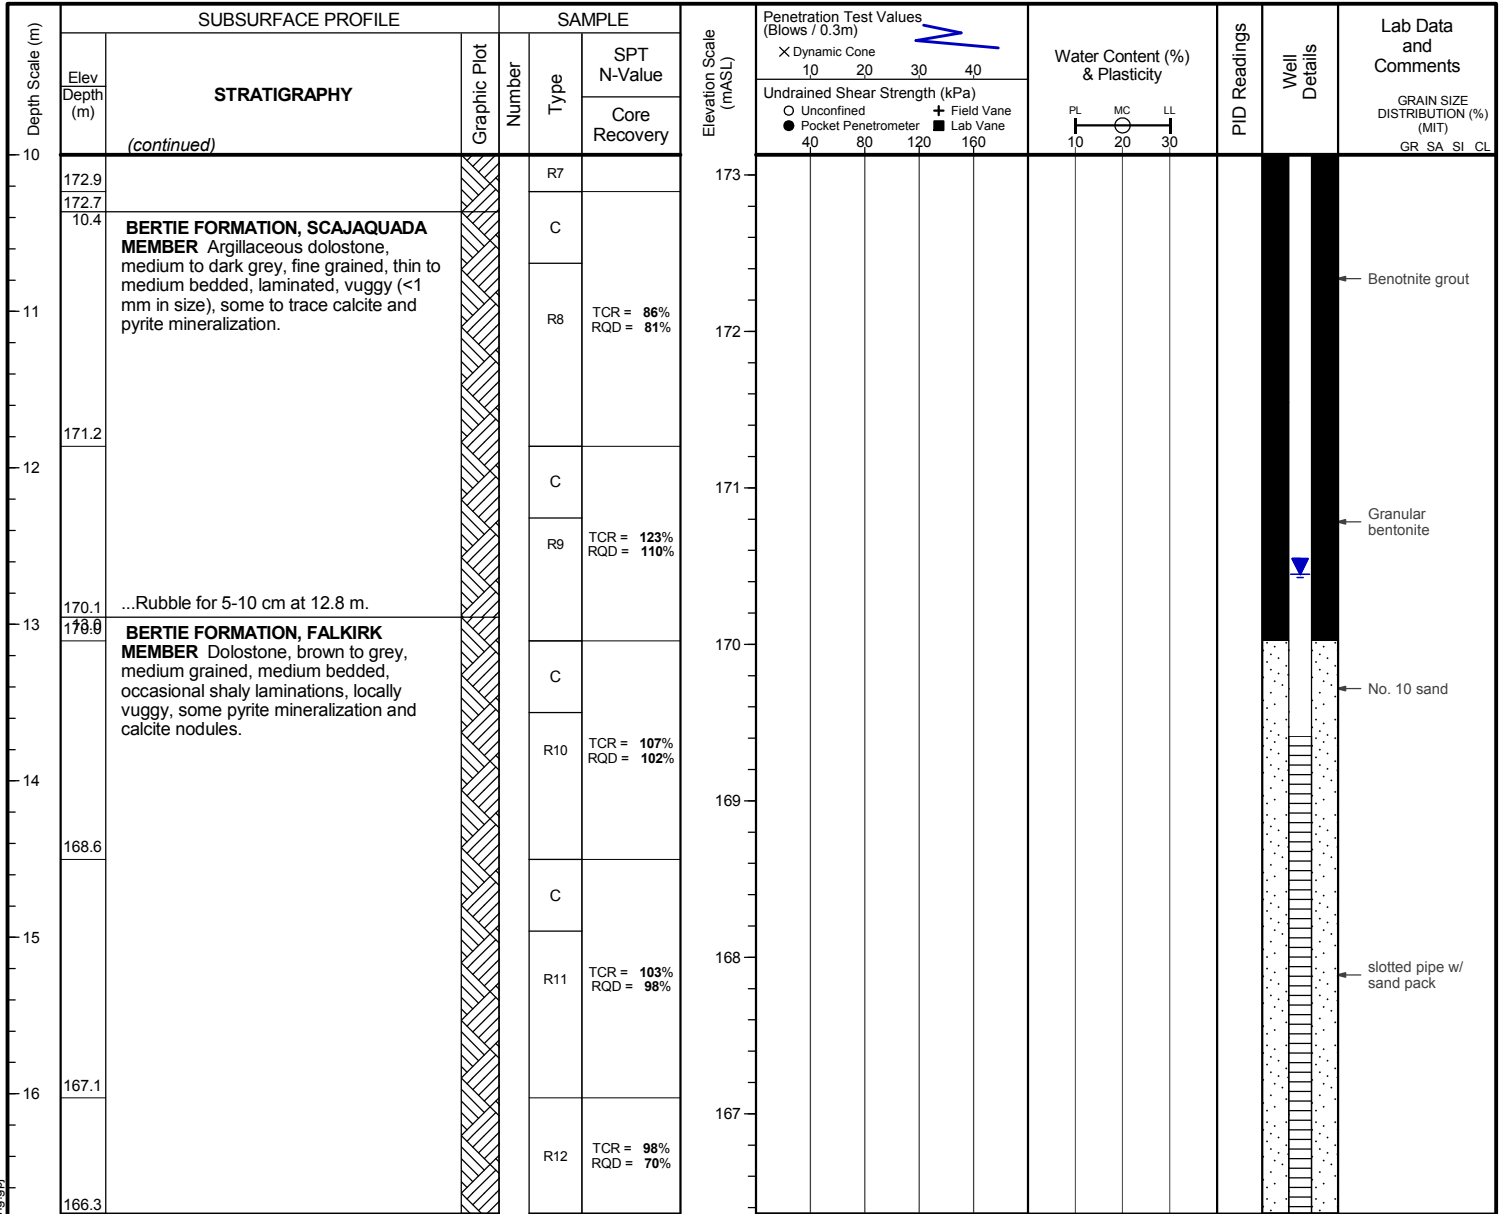 SUBSURFACE PROFILE
SAMPLE
Depth Scale (m)
Elev
Depth
(m)
STRATIGRAPHY
(continued)
Graphic Plot
Number
Type
SPT
N-Value
Core
Recovery
Elevation Scale
(mASL)
Penetration Test Values
(Blows / 0.3m)
X Dynamic Cone
10 20 30 40
Undrained Shear Strength (kPa)
Unconfined
+ Field Vane
Pocket Penetrometer
Lab Vane
40 80 120 160
Water Content (%)
& Plasticity
PL MC LL
10 20 30
PID Readings
Well
Details
Lab Data
and
Comments
GRAIN SIZE
DISTRIBUTION (%)
(MIT)
GR SA SI CL
10
172.9
R7
173
172.7
10.4
BERTIE FORMATION, SCAJAQUADA
MEMBER Argillaceous dolostone,
medium to dark grey, fine grained, thin to
medium bedded, laminated, vuggy (<1
mm in size), some to trace calcite and
pyrite mineralization.
C
Benotnite grout
11
R8
TCR = 86%
RQD = 81%
172
171.2
12
C
171
Granular
bentonite
R9
TCR = 123%
RQD = 110%
170.1
...Rubble for 5-10 cm at 12.8 m.
13
13.0
170.0
BERTIE FORMATION, FALKIRK
MEMBER Dolostone, brown to grey,
medium grained, medium bedded,
occasional shaly laminations, locally
vuggy, some pyrite mineralization and
calcite nodules.
170
C
No. 10 sand
R10
TCR = 107%
RQD = 102%
14
169
168.6
C
15
168
R11
TCR = 103%
RQD = 98%
slotted pipe w/
sand pack
167.1
16
167
R12
TCR = 98%
RQD = 70%
166.3